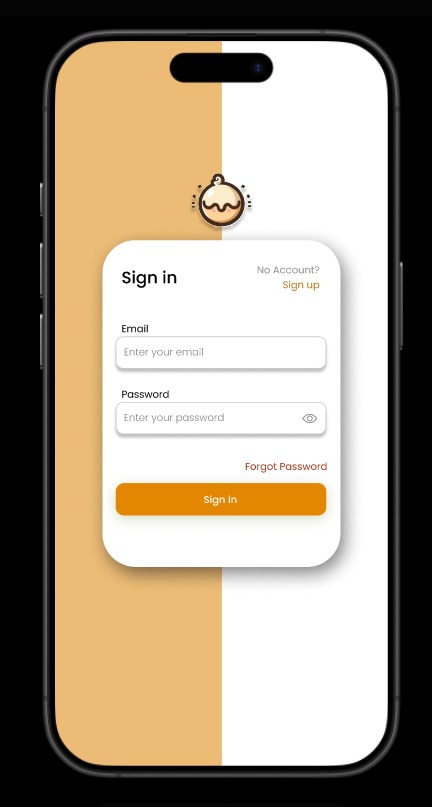 Sign in
No Account?
Sign up
Email
Enter your email
Password
Enter your password
Forgot Password
Sign in